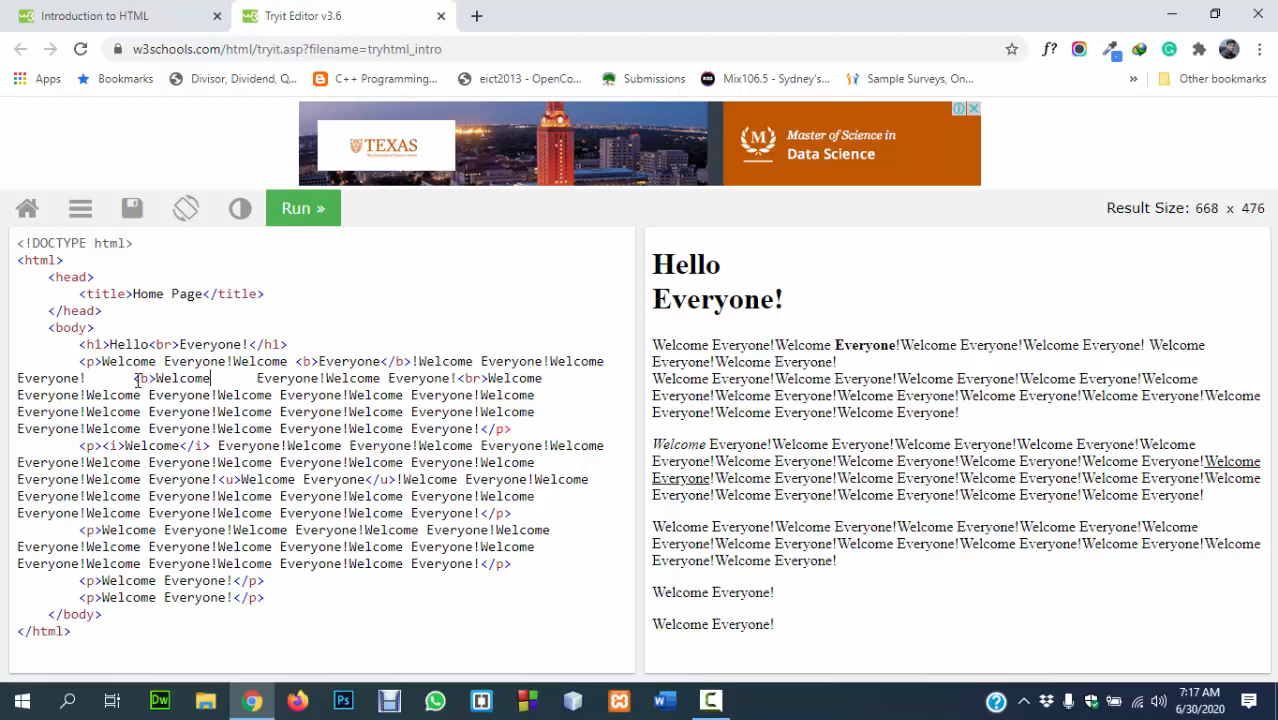 Introduction to HTML
Tryit Editor v3.6
w3schools.com/html/tryit.asp?filename=tryhtml_intro
f?
Apps
Bookmarks
Divisor, Dividend, Q...
C++ Programming...
eict2013 - OpenCo...
Submissions
Mix106.5 - Sydney's...
Sample Surveys, On...
»
Other bookmarks
TEXAS
Master of Science in
Data Science
Run »
Result Size: 668 x 476
<!DOCTYPE html>
<html>
<head>
<title>Home Page</title>
</head>
<body>
<h1>Hello<br>Everyone!</h1>
<p>Welcome Everyone!Welcome <b>Everyone</b>!Welcome Everyone!Welcome
Everyone! <b>Welcome Everyone!Welcome Everyone!<br>Welcome
Everyone!Welcome Everyone!Welcome Everyone!Welcome Everyone!Welcome
Everyone!Welcome Everyone!Welcome Everyone!Welcome Everyone!Welcome
Everyone!Welcome Everyone!Welcome Everyone!Welcome Everyone!</p>
<p><i>Welcome</i> Everyone!Welcome Everyone!Welcome Everyone!Welcome
Everyone!Welcome Everyone!Welcome Everyone!Welcome Everyone!Welcome
Everyone!Welcome Everyone!<u>Welcome Everyone</u>!Welcome Everyone!Welcome
Everyone!Welcome Everyone!Welcome Everyone!Welcome Everyone!Welcome
Everyone!Welcome Everyone!Welcome Everyone!Welcome Everyone!</p>
<p>Welcome Everyone!Welcome Everyone!Welcome Everyone!Welcome
Everyone!Welcome Everyone!Welcome Everyone!Welcome Everyone!Welcome
Everyone!Welcome Everyone!Welcome Everyone!Welcome Everyone!</p>
<p>Welcome Everyone!</p>
<p>Welcome Everyone!</p>
</body>
</html>
Hello
Everyone!
Welcome Everyone!Welcome Everyone!Welcome Everyone!Welcome Everyone! Welcome
Everyone!Welcome Everyone!
Welcome Everyone!Welcome Everyone!Welcome Everyone!Welcome
Everyone!Welcome Everyone!Welcome Everyone!Welcome Everyone!Welcome
Everyone!Welcome Everyone!Welcome Everyone!
Welcome Everyone!Welcome Everyone!Welcome Everyone!Welcome
Everyone!Welcome Everyone!Welcome Everyone!Welcome Everyone!Welcome
Everyone!Welcome Everyone!Welcome Everyone!Welcome Everyone!Welcome
Everyone!Welcome Everyone!Welcome Everyone!Welcome Everyone!
Welcome Everyone!Welcome Everyone!Welcome Everyone!Welcome
Everyone!Welcome Everyone!Welcome Everyone!Welcome Everyone!Welcome
Everyone!Welcome Everyone!
Welcome Everyone!
Welcome Everyone!
Dw
Ps
7:17 AM
6/30/2020